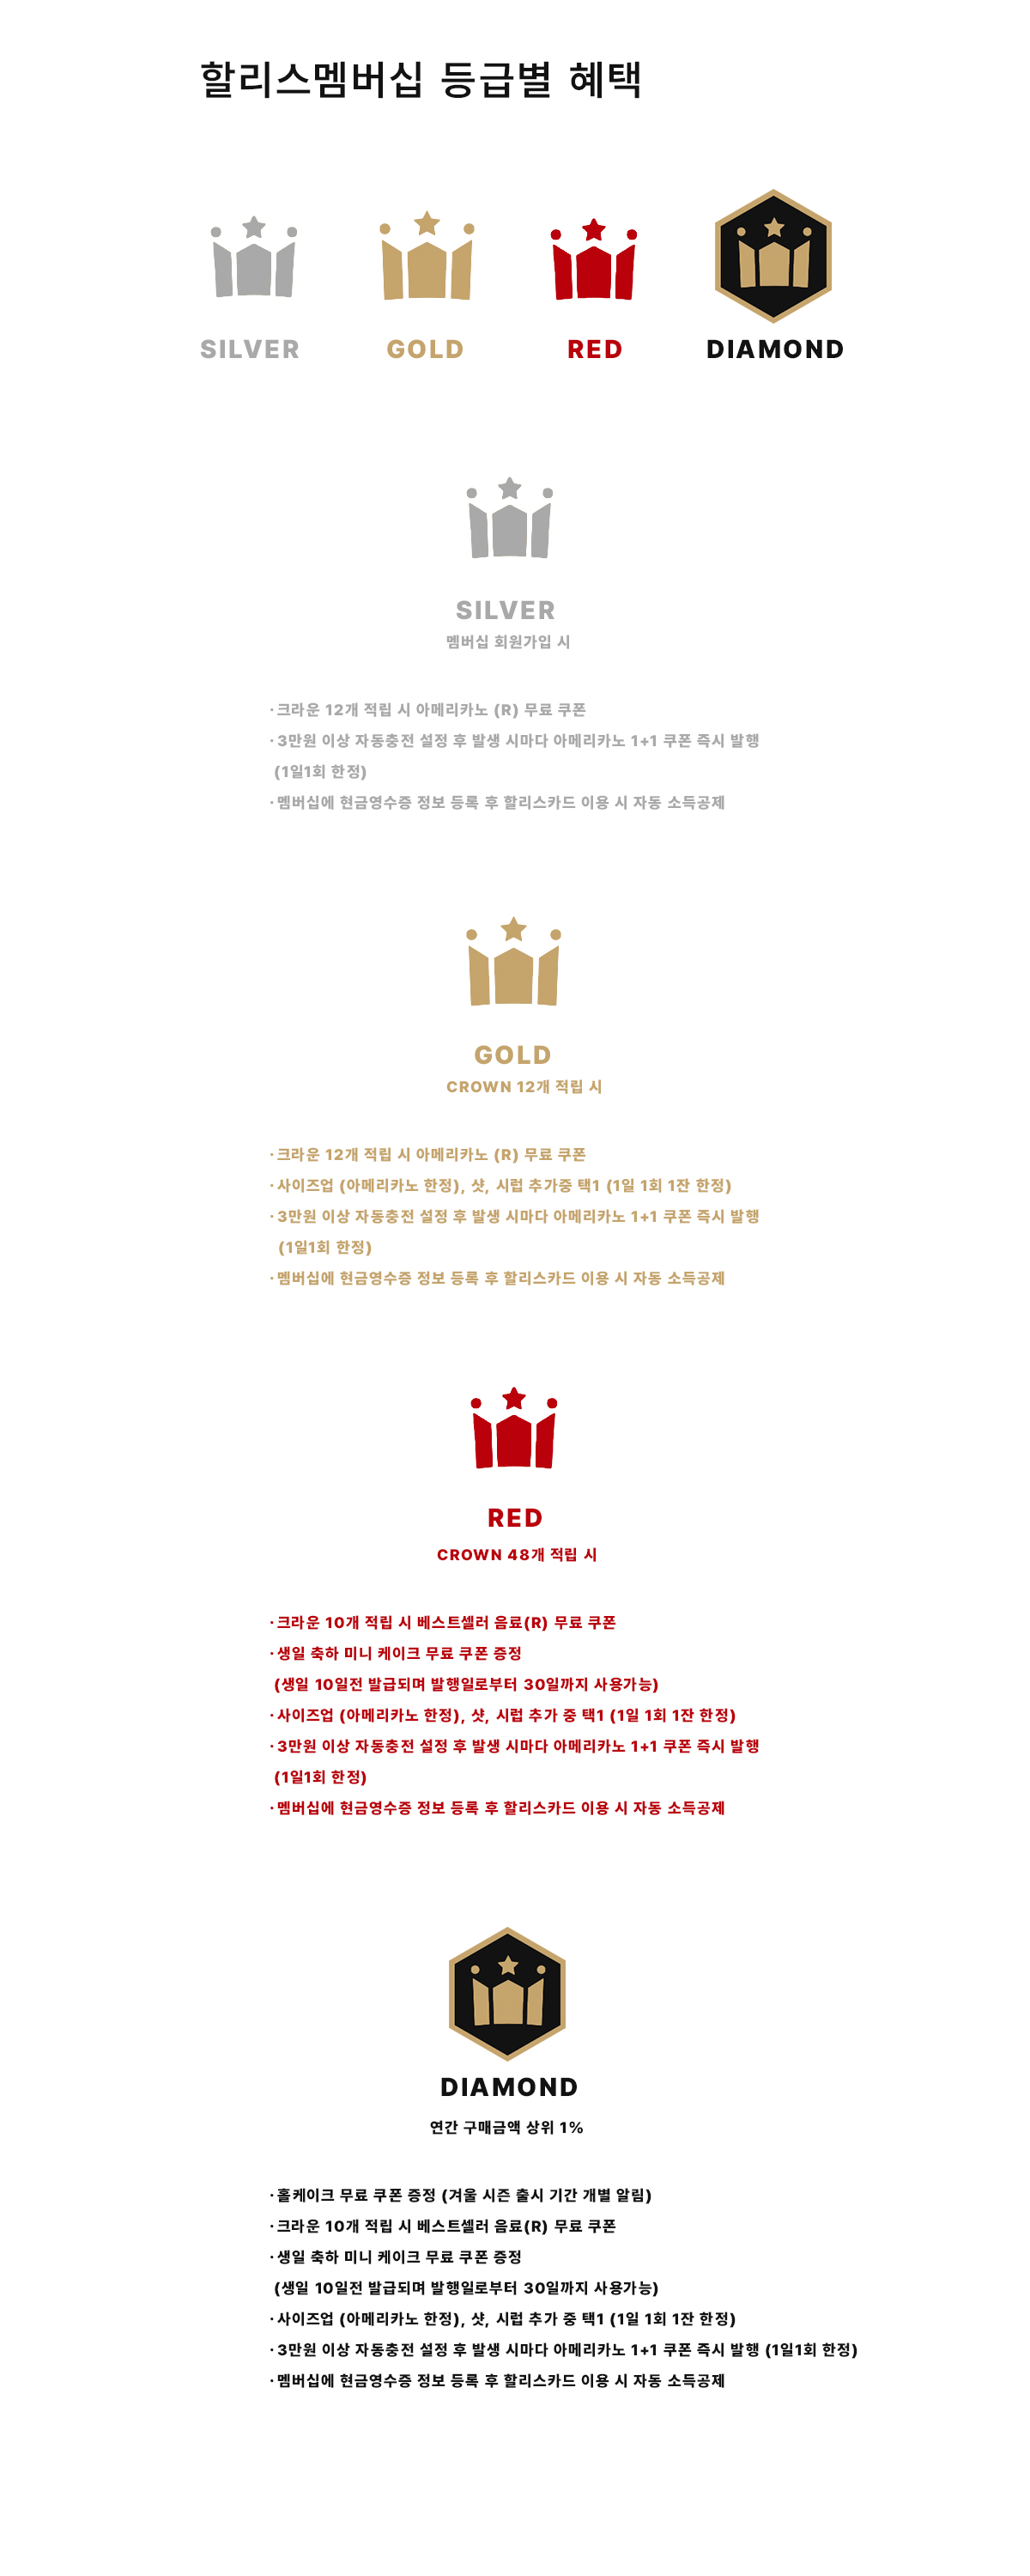 할리스멤버십 등급별 혜택
SILVER GOLD RED DIAMOND
SILVER
멤버십 회원가입 시
· 크라운 12개 적립 시 아메리카노 (R) 무료 쿠폰
· 3만원 이상 자동충전 설정 후 발생 시마다 아메리카노 1+1 쿠폰 즉시 발행
(1일1회 한정)
· 멤버십에 현금영수증 정보 등록 후 할리스카드 이용 시 자동 소득공제
GOLD
CROWN 12개 적립 시
· 크라운 12개 적립 시 아메리카노 (R) 무료 쿠폰
· 사이즈업 (아메리카노 한정), 샷, 시럽 추가중 택1 (1일 1회 1잔 한정)
· 3만원 이상 자동충전 설정 후 발생 시마다 아메리카노 1+1 쿠폰 즉시 발행
(1일1회 한정)
· 멤버십에 현금영수증 정보 등록 후 할리스카드 이용 시 자동 소득공제
RED
CROWN 48개 적립 시
· 크라운 10개 적립 시 베스트셀러 음료(R) 무료 쿠폰
· 생일 축하 미니 케이크 무료 쿠폰 증정
(생일 10일전 발급되며 발행일로부터 30일까지 사용가능)
· 사이즈업 (아메리카노 한정), 샷, 시럽 추가 중 택1 (1일 1회 1잔 한정)
· 3만원 이상 자동충전 설정 후 발생 시마다 아메리카노 1+1 쿠폰 즉시 발행
(1일1회 한정)
· 멤버십에 현금영수증 정보 등록 후 할리스카드 이용 시 자동 소득공제
DIAMOND
연간 구매금액 상위 1%
· 홀케이크 무료 쿠폰 증정 (겨울 시즌 출시 기간 개별 알림)
· 크라운 10개 적립 시 베스트셀러 음료(R) 무료 쿠폰
· 생일 축하 미니 케이크 무료 쿠폰 증정
(생일 10일전 발급되며 발행일로부터 30일까지 사용가능)
· 사이즈업 (아메리카노 한정), 샷, 시럽 추가 중 택1 (1일 1회 1잔 한정)
· 3만원 이상 자동충전 설정 후 발생 시마다 아메리카노 1+1 쿠폰 즉시 발행 (1일1회 한정)
· 멤버십에 현금영수증 정보 등록 후 할리스카드 이용 시 자동 소득공제